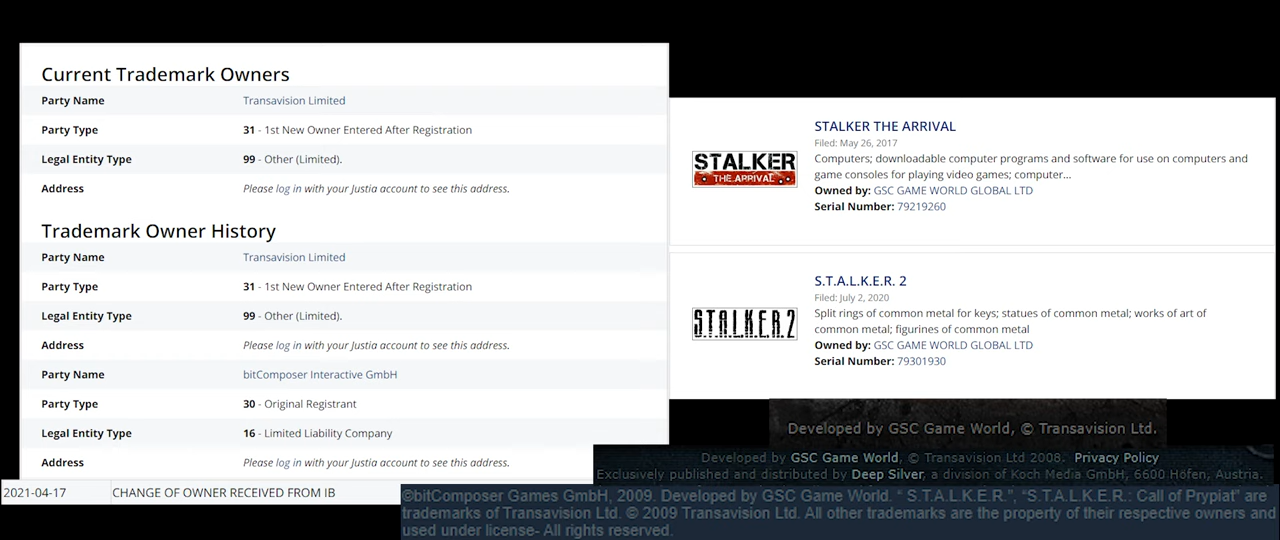 Current Trademark Owners
Party Name Transavision Limited
Party Type 31 - 1st New Owner Entered After Registration
Legal Entity Type 99 - Other (Limited).
Address Please log in with your Justia account to see this address.
Trademark Owner History
Party Name Transavision Limited
Party Type 31 - 1st New Owner Entered After Registration
Legal Entity Type 99 - Other (Limited).
Address Please log in with your Justia account to see this address.
Party Name bitComposer Interactive GmbH
Party Type 30 - Original Registrant
Legal Entity Type 16 - Limited Liability Company
Address Please log in with your Justia account to see this address.
2021-04-17 CHANGE OF OWNER RECEIVED FROM IB
STALKER
THE ARRIVAL
STALKER THE ARRIVAL
Filed: May 26, 2017
Computers; downloadable computer programs and software for use on computers and
game consoles for playing video games; computer...
Owned by: GSC GAME WORLD GLOBAL LTD
Serial Number: 79219260
S.T.A.L.K.E.R. 2
S.T.A.L.K.E.R. 2
Filed: July 2, 2020
Split rings of common metal for keys; statues of common metal; works of art of
common metal; figurines of common metal
Owned by: GSC GAME WORLD GLOBAL LTD
Serial Number: 79301930
Developed by GSC Game World, © Transavision Ltd.
Developed by GSC Game World, © Transavision Ltd 2008. Privacy Policy
Exclusively published and distributed by Deep Silver, a division of Koch Media GmbH, 6600 Höfen, Austria.
©bitComposer Games GmbH, 2009. Developed by GSC Game World. “ S.T.A.L.K.E.R.”, “S.T.A.L.K.E.R.: Call of Prypiat” are
trademarks of Transavision Ltd. © 2009 Transavision Ltd. All other trademarks are the property of their respective owners and
used under license- All rights reserved.